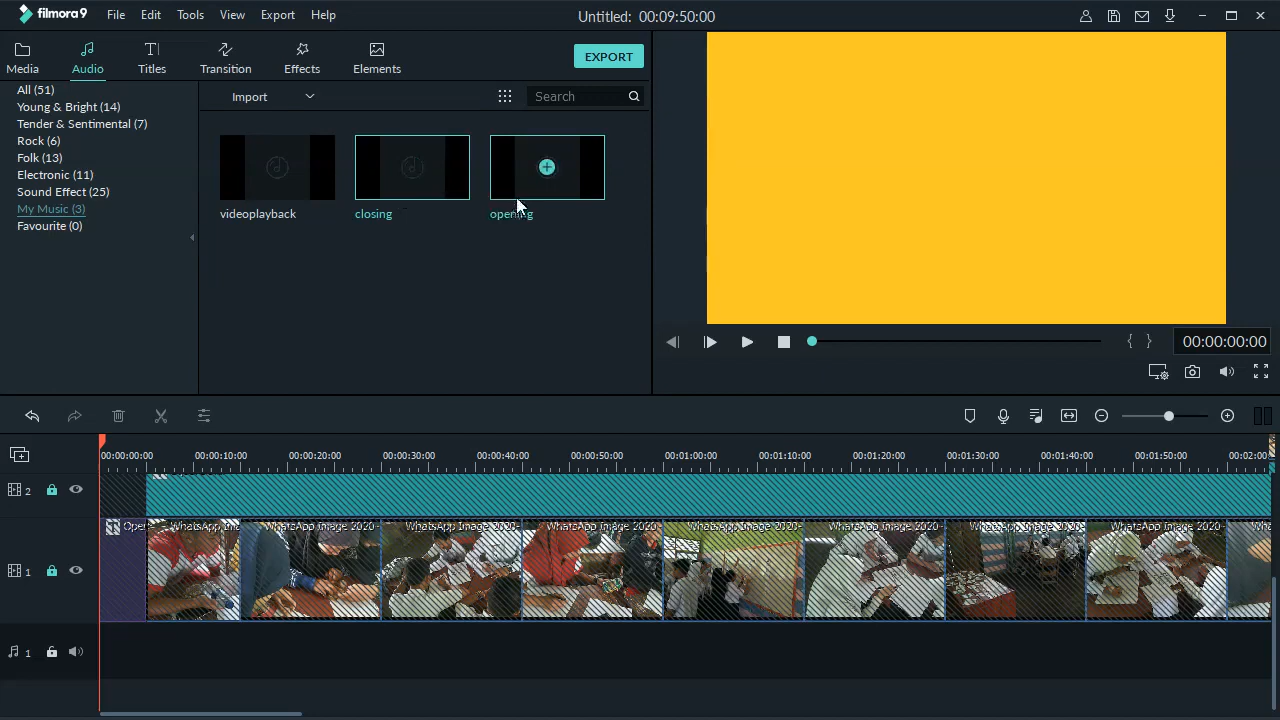 filmora9 File Edit Tools View Export Help Untitled: 00:09:50:00
Media Audio Titles Transition Effects Elements EXPORT
All (51)
Young & Bright (14)
Tender & Sentimental (7)
Rock (6)
Folk (13)
Electronic (11)
Sound Effect (25)
My Music (3)
Favourite (0)
Import Search
videoplayback closing opening
{ } 00:00:00:00
00:00:00:00 00:00:10:00 00:00:20:00 00:00:30:00 00:00:40:00 00:00:50:00 00:01:00:00 00:01:10:00 00:01:20:00 00:01:30:00 00:01:40:00 00:01:50:00 00:02:00:
2
Oper WhatsApp Ima WhatsApp Image 2020- WhatsApp Image 2020- WhatsApp Image 2020- WhatsApp Image 2020- WhatsApp Image 2020- WhatsApp Image 2020- WhatsApp Image 2020- Wha
1
1